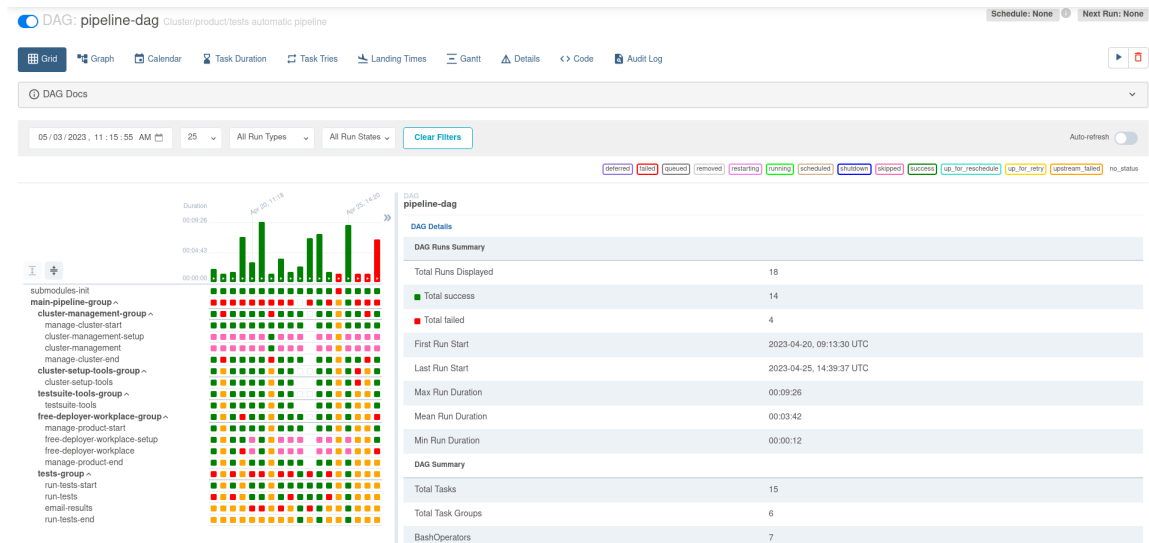 DAG: pipeline-dag Cluster/product/tests automatic pipeline
Schedule: None Next Run: None
Grid Graph Calendar Task Duration Task Tries Landing Times Gantt Details Code Audit Log
DAG Docs
05/03/2023, 11:15:55 AM 25 All Run Types All Run States Clear Filters Auto-refresh
deferred failed queued removed restarting running scheduled shutdown skipped success up_for_reschedule up_for_retry upstream_failed no_status
Duration Apr 20, 11:18 Apr 25, 14:20
00:09:26
00:04:43
00:00:00
submodules-init
main-pipeline-group
cluster-management-group
manage-cluster-start
cluster-management-setup
cluster-management
manage-cluster-end
cluster-setup-tools-group
cluster-setup-tools
testsuite-tools-group
testsuite-tools
free-deployer-workplace-group
manage-product-start
free-deployer-workplace-setup
free-deployer-workplace
manage-product-end
tests-group
run-tests-start
run-tests
email-results
run-tests-end
DAG
pipeline-dag
DAG Details
DAG Runs Summary
Total Runs Displayed 18
Total success 14
Total failed 4
First Run Start 2023-04-20, 09:13:30 UTC
Last Run Start 2023-04-25, 14:39:37 UTC
Max Run Duration 00:09:26
Mean Run Duration 00:03:42
Min Run Duration 00:00:12
DAG Summary
Total Tasks 15
Total Task Groups 6
BashOperators 7